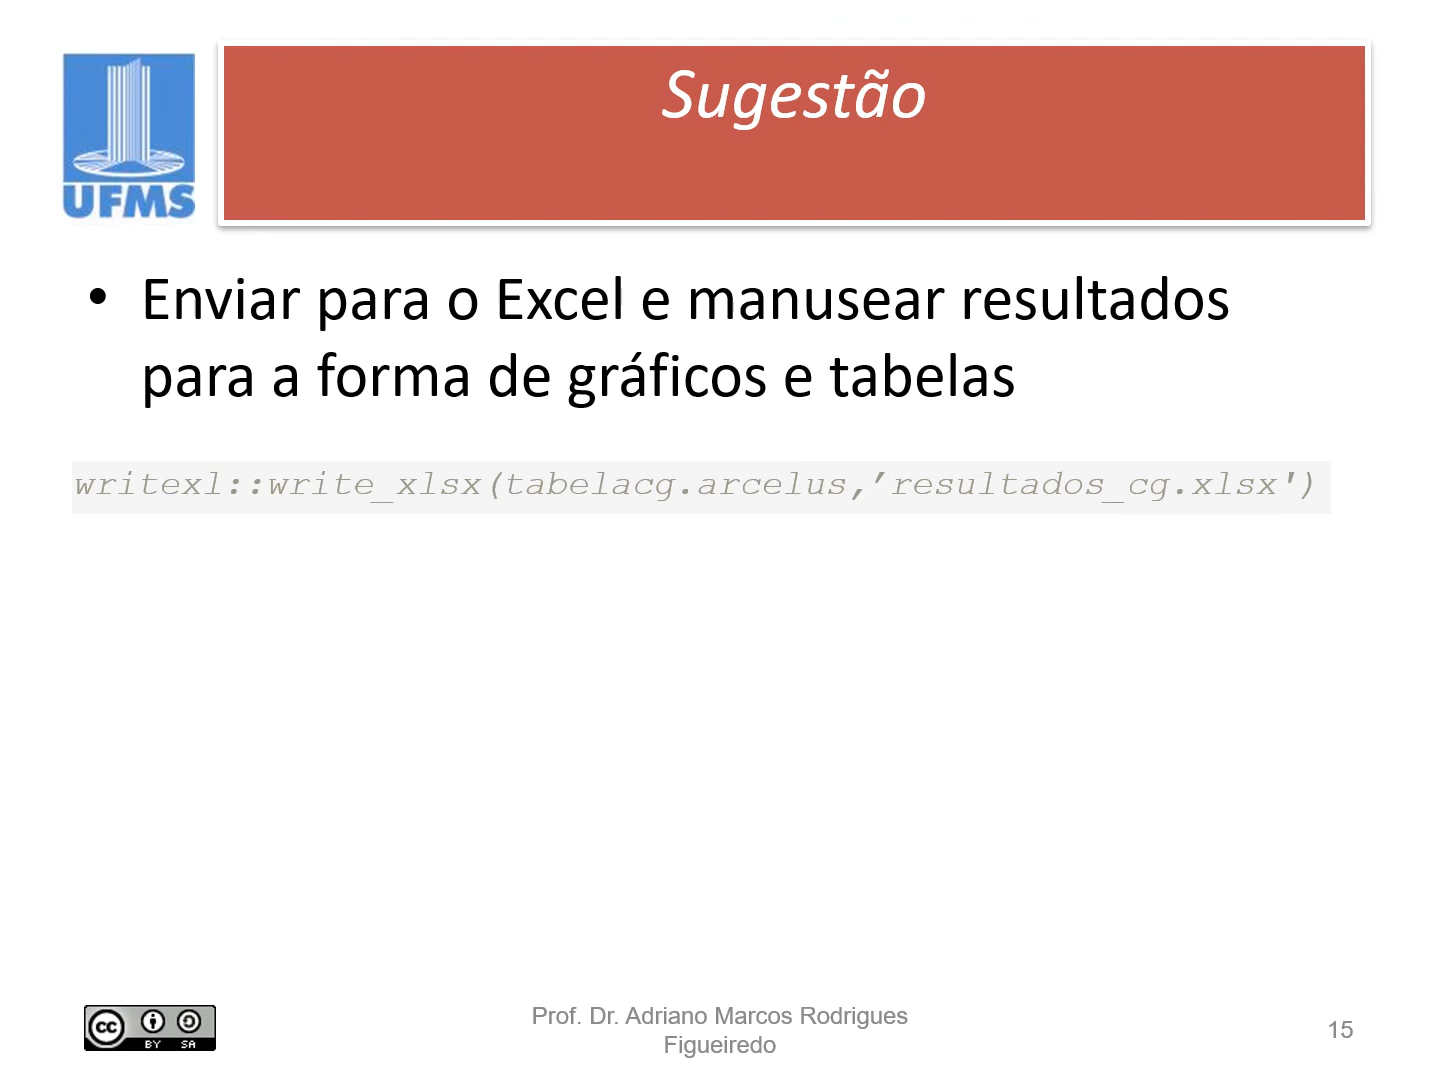 UFMS
Sugestão
• Enviar para o Excel e manusear resultados
para a forma de gráficos e tabelas
writexl::write_xlsx(tabelacg.arcelus,’resultados_cg.xlsx')
cc
BY SA
Prof. Dr. Adriano Marcos Rodrigues
Figueiredo
15